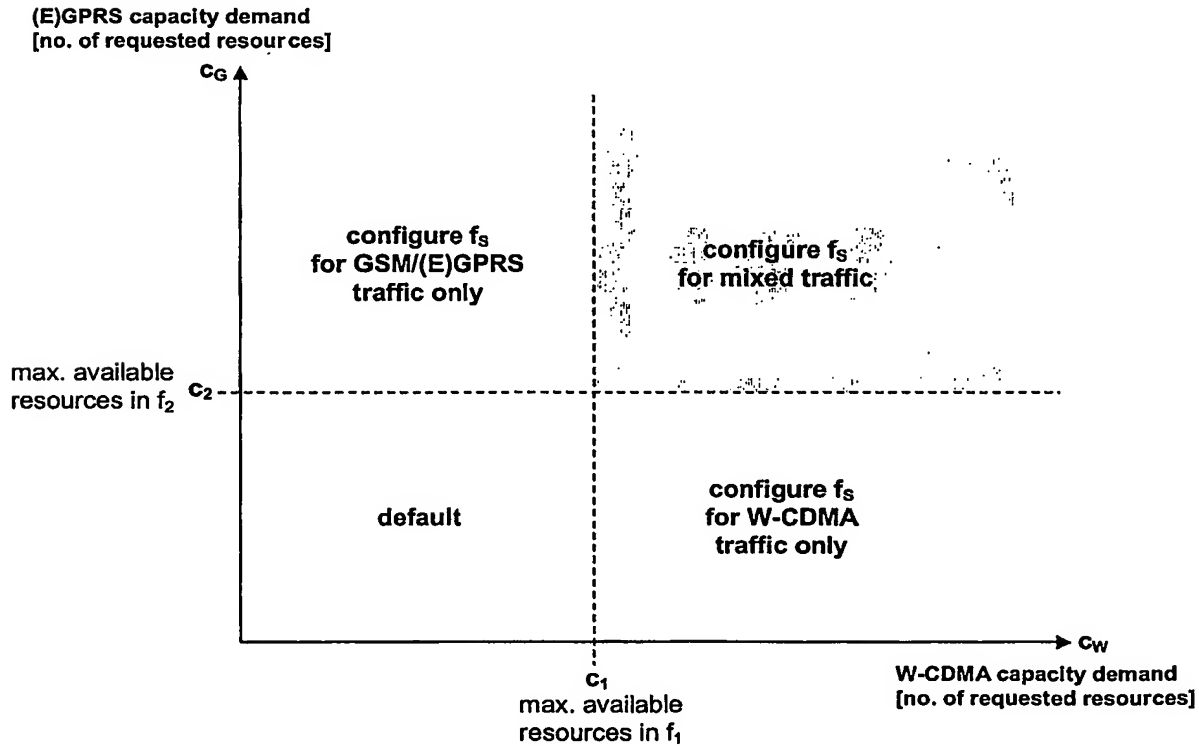 (E)GPRS capacity demand
[no. of requested resources]
cG
configure fS
for GSM/(E)GPRS
traffic only
configure fS
for mixed traffic
max. available
resources in f2
c2
default
configure fS
for W-CDMA
traffic only
cW
W-CDMA capacity demand
[no. of requested resources]
c1
max. available
resources in f1